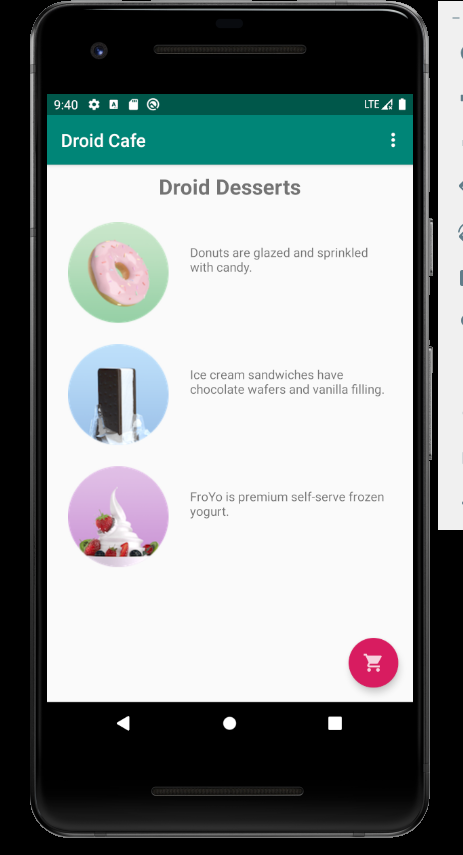 9:40 LTE
Droid Cafe
Droid Desserts
Donuts are glazed and sprinkled
with candy.
Ice cream sandwiches have
chocolate wafers and vanilla filling.
FroYo is premium self-serve frozen
yogurt.